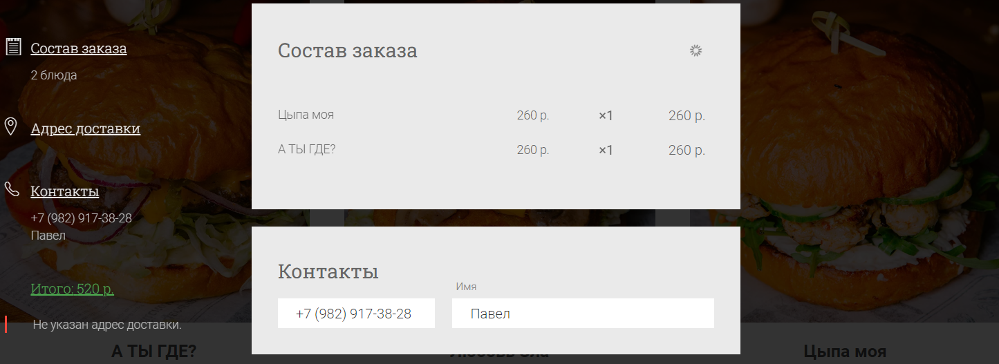 Состав заказа
2 блюда
Адрес доставки
Контакты
+7 (982) 917-38-28
Павел
Итого: 520 р.
Не указан адрес доставки.
Состав заказа
Цыпа моя 260 р. ×1 260 р.
А ТЫ ГДЕ? 260 р. ×1 260 р.
Контакты
Имя
+7 (982) 917-38-28 Павел
А ТЫ ГДЕ?
Цыпа моя